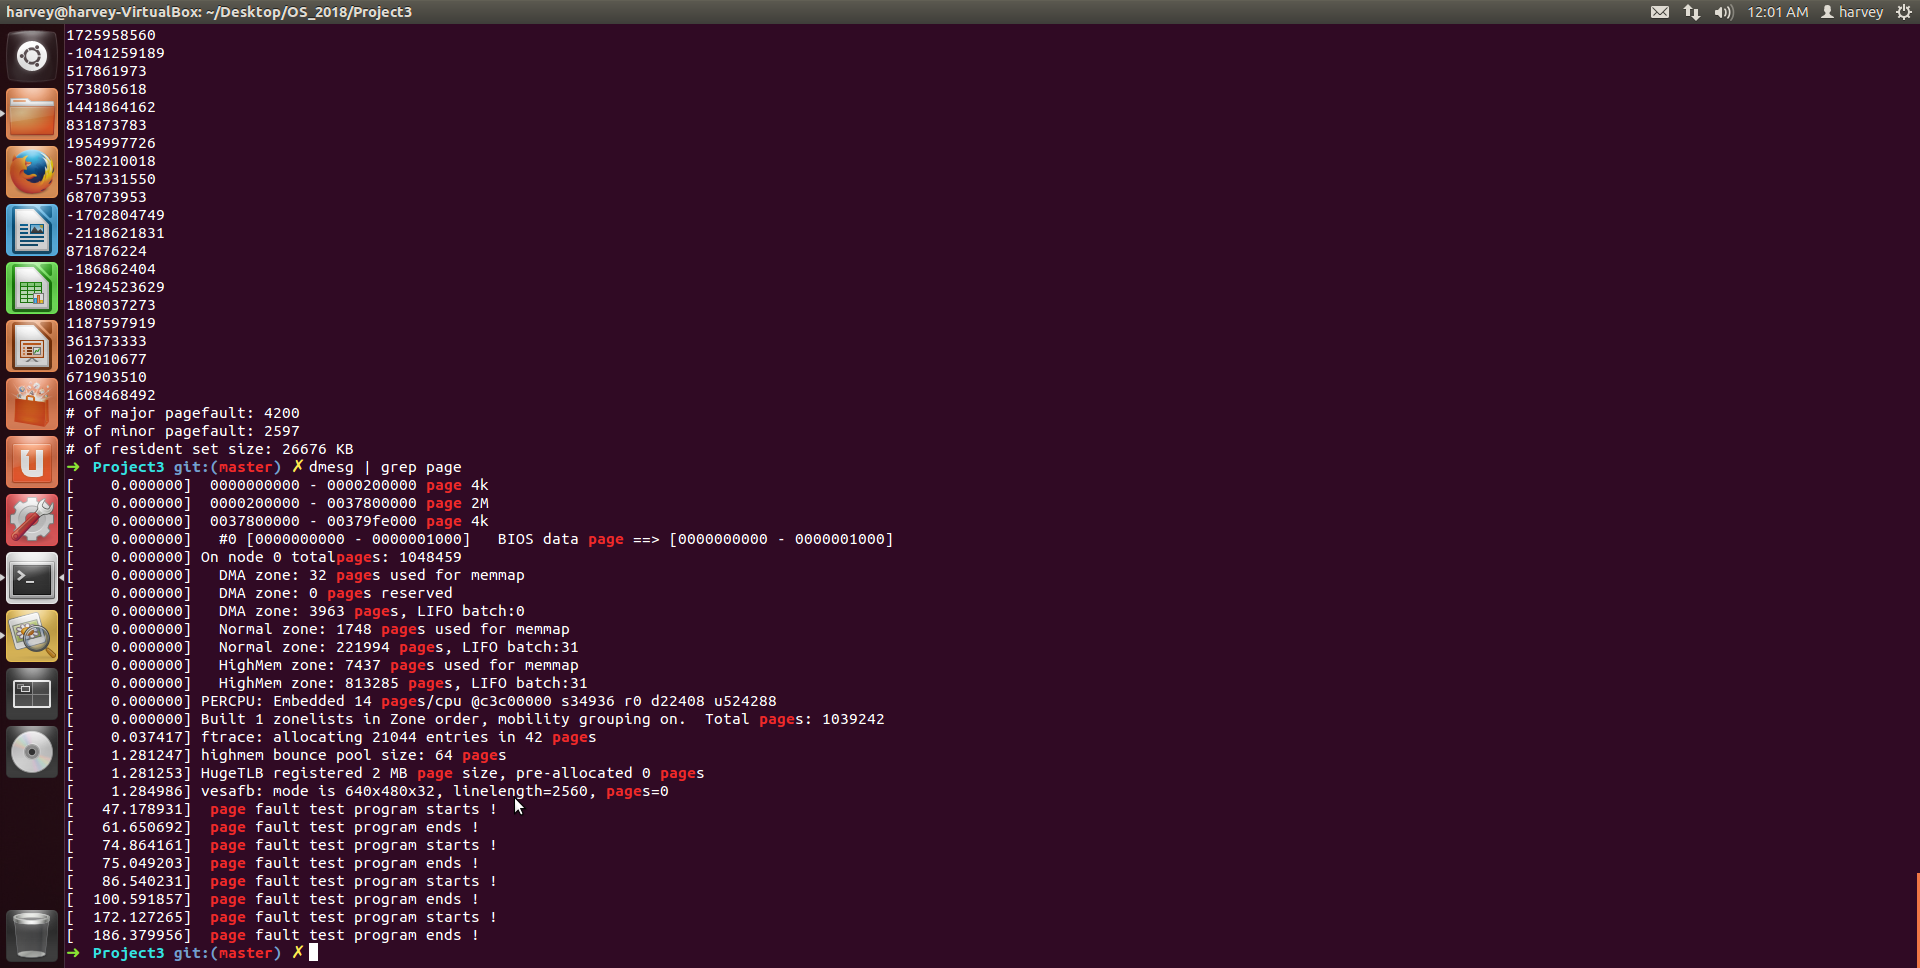 harvey@harvey-VirtualBox: ~/Desktop/OS_2018/Project3
12:01 AM harvey
1725958560
-1041259189
517861973
573805618
1441864162
831873783
1954997726
-802210018
-571331550
687073953
-1702804749
-2118621831
871876224
-186862404
-1924523629
1808037273
1187597919
361373333
102010677
671903510
1608468492
# of major pagefault: 4200
# of minor pagefault: 2597
# of resident set size: 26676 KB
➜  Project3 git:(master) ✗ dmesg | grep page
[    0.000000]  0000000000 - 0000200000 page 4k
[    0.000000]  0000200000 - 0037800000 page 2M
[    0.000000]  0037800000 - 00379fe000 page 4k
[    0.000000]   #0 [0000000000 - 0000001000]   BIOS data page ==> [0000000000 - 0000001000]
[    0.000000] On node 0 totalpages: 1048459
[    0.000000]   DMA zone: 32 pages used for memmap
[    0.000000]   DMA zone: 0 pages reserved
[    0.000000]   DMA zone: 3963 pages, LIFO batch:0
[    0.000000]   Normal zone: 1748 pages used for memmap
[    0.000000]   Normal zone: 221994 pages, LIFO batch:31
[    0.000000]   HighMem zone: 7437 pages used for memmap
[    0.000000]   HighMem zone: 813285 pages, LIFO batch:31
[    0.000000] PERCPU: Embedded 14 pages/cpu @c3c00000 s34936 r0 d22408 u524288
[    0.000000] Built 1 zonelists in Zone order, mobility grouping on.  Total pages: 1039242
[    0.037417] ftrace: allocating 21044 entries in 42 pages
[    1.281247] highmem bounce pool size: 64 pages
[    1.281253] HugeTLB registered 2 MB page size, pre-allocated 0 pages
[    1.284986] vesafb: mode is 640x480x32, linelength=2560, pages=0
[   47.178931]  page fault test program starts !
[   61.650692]  page fault test program ends !
[   74.864161]  page fault test program starts !
[   75.049203]  page fault test program ends !
[   86.540231]  page fault test program starts !
[  100.591857]  page fault test program ends !
[  172.127265]  page fault test program starts !
[  186.379956]  page fault test program ends !
➜  Project3 git:(master) ✗